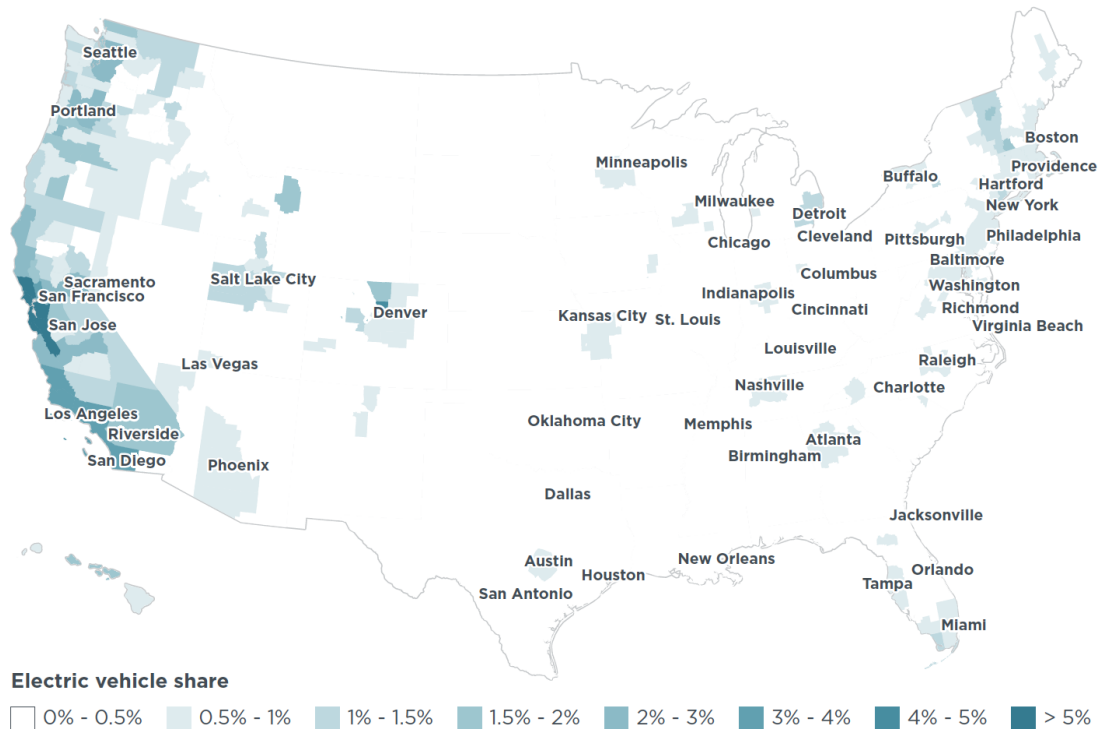 Seattle
Portland
Boston
Minneapolis
Providence
Buffalo
Hartford
Milwaukee
New York
Detroit
Chicago
Cleveland
Pittsburgh
Philadelphia
Baltimore
Sacramento
Salt Lake City
Columbus
Washington
San Francisco
Indianapolis
Denver
Kansas City
St. Louis
Cincinnati
Richmond
San Jose
Virginia Beach
Louisville
Las Vegas
Raleigh
Nashville
Charlotte
Los Angeles
Oklahoma City
Memphis
Riverside
Atlanta
San Diego
Phoenix
Birmingham
Dallas
Jacksonville
Austin
New Orleans
Houston
Orlando
Tampa
San Antonio
Miami
Electric vehicle share
0% - 0.5% 0.5% - 1% 1% - 1.5% 1.5% - 2% 2% - 3% 3% - 4% 4% - 5% > 5%